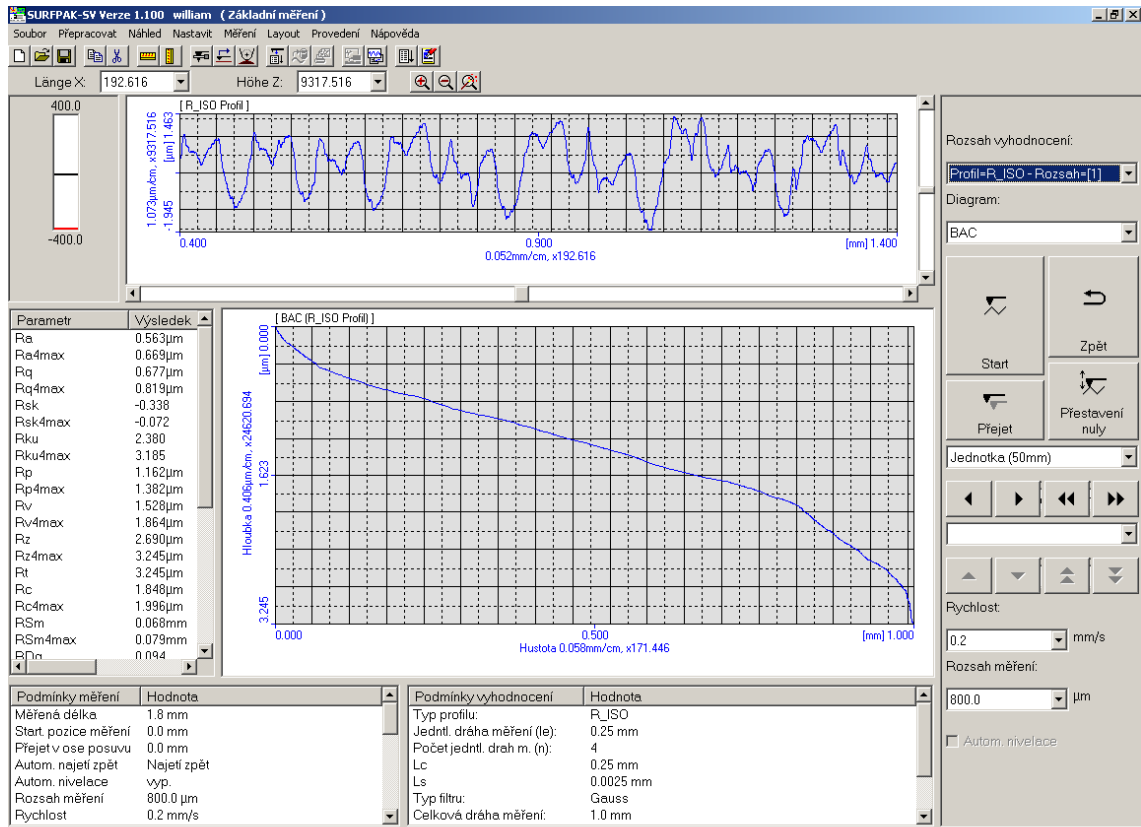 SURFPAK-SV Verze 1.100 william ( Základní měření )
Soubor Přepracovat Náhled Nastavit Měření Layout Provedení Nápověda
Länge X: 192.616 Höhe Z: 9317.516
400.0
-400.0
[ R_ISO Profil ]
1.073µm/cm, x9317.516
[µm] 1.463
-1.945
0.400 0.900 [mm] 1.400
0.052mm/cm, x192.616
Parametr Výsledek
Ra 0.563µm
Ra4max 0.669µm
Rq 0.677µm
Rq4max 0.819µm
Rsk -0.338
Rsk4max -0.072
Rku 2.380
Rku4max 3.185
Rp 1.162µm
Rp4max 1.382µm
Rv 1.528µm
Rv4max 1.864µm
Rz 2.690µm
Rz4max 3.245µm
Rt 3.245µm
Rc 1.848µm
Rc4max 1.996µm
RSm 0.068mm
RSm4max 0.079mm
RDq 0.094
[ BAC (R_ISO Profil) ]
[µm] 0.000
Hloubka 0.406µm/cm, x24620.694
1.623
3.245
0.000 0.500 [mm] 1.000
Hustota 0.058mm/cm, x171.446
Rozsah vyhodnocení:
Profil=R_ISO - Rozsah=[1]
Diagram:
BAC
Start
Zpět
Přejet
Přestavení
nuly
Jednotka (50mm)
Rychlost:
0.2 mm/s
Rozsah měření:
800.0 µm
Autom. nivelace
Podmínky měření Hodnota
Měřená délka 1.8 mm
Start. pozice měření 0.0 mm
Přejet v ose posuvu 0.0 mm
Autom. najetí zpět Najetí zpět
Autom. nivelace vyp.
Rozsah měření 800.0 µm
Rychlost 0.2 mm/s
Podmínky vyhodnocení Hodnota
Typ profilu: R_ISO
Jedntl. dráha měření (le): 0.25 mm
Počet jedntl. drah m. (n): 4
Lc 0.25 mm
Ls 0.0025 mm
Typ filtru: Gauss
Celková dráha měření: 1.0 mm